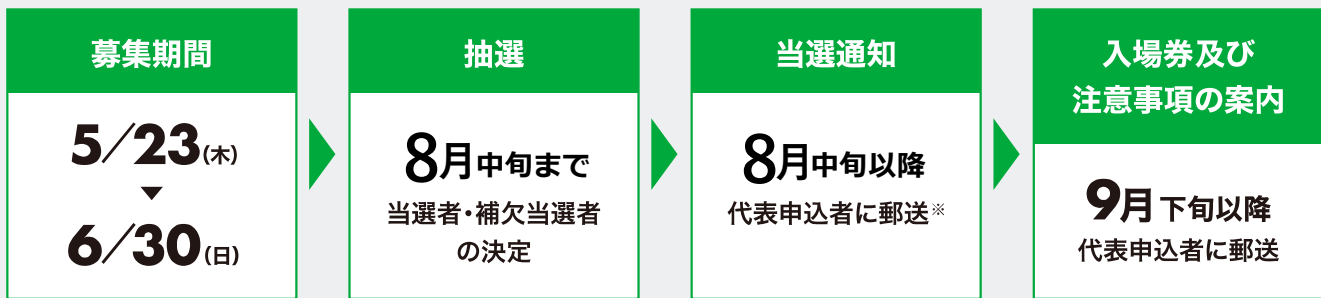 募集期間
5/23(木)
6/30(日)
抽選
8月中旬まで
当選者・補欠当選者
の決定
当選通知
8月中旬以降
代表申込者に郵送※
入場券及び
注意事項の案内
9月下旬以降
代表申込者に郵送